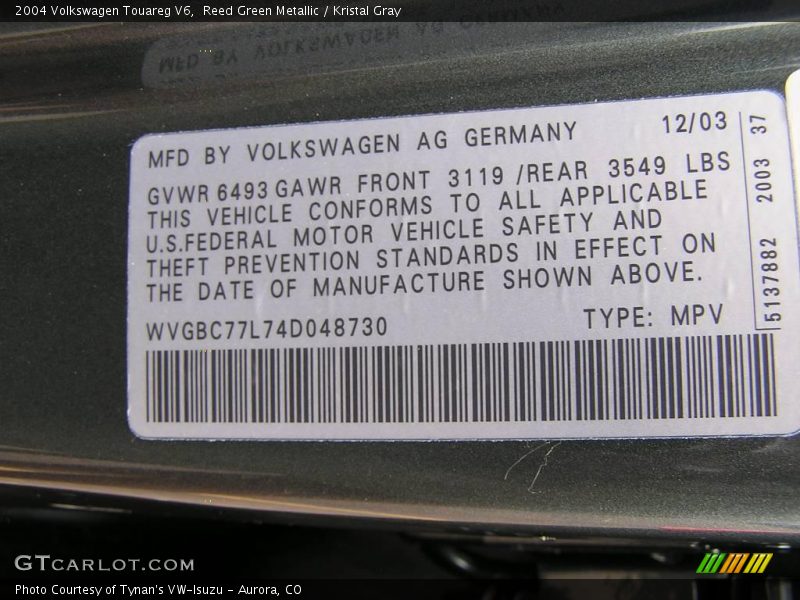 2004 Volkswagen Touareg V6, Reed Green Metallic / Kristal Gray
MFD BY VOLKSWAGEN AG GERMANY 12/03
GVWR 6493 GAWR FRONT 3119 /REAR 3549 LBS
THIS VEHICLE CONFORMS TO ALL APPLICABLE
U.S.FEDERAL MOTOR VEHICLE SAFETY AND
THEFT PREVENTION STANDARDS IN EFFECT ON
THE DATE OF MANUFACTURE SHOWN ABOVE.
WVGBC77L74D048730 TYPE: MPV
5137882 2003 37
GTCARLOT.COM
Photo Courtesy of Tynan's VW-Isuzu - Aurora, CO